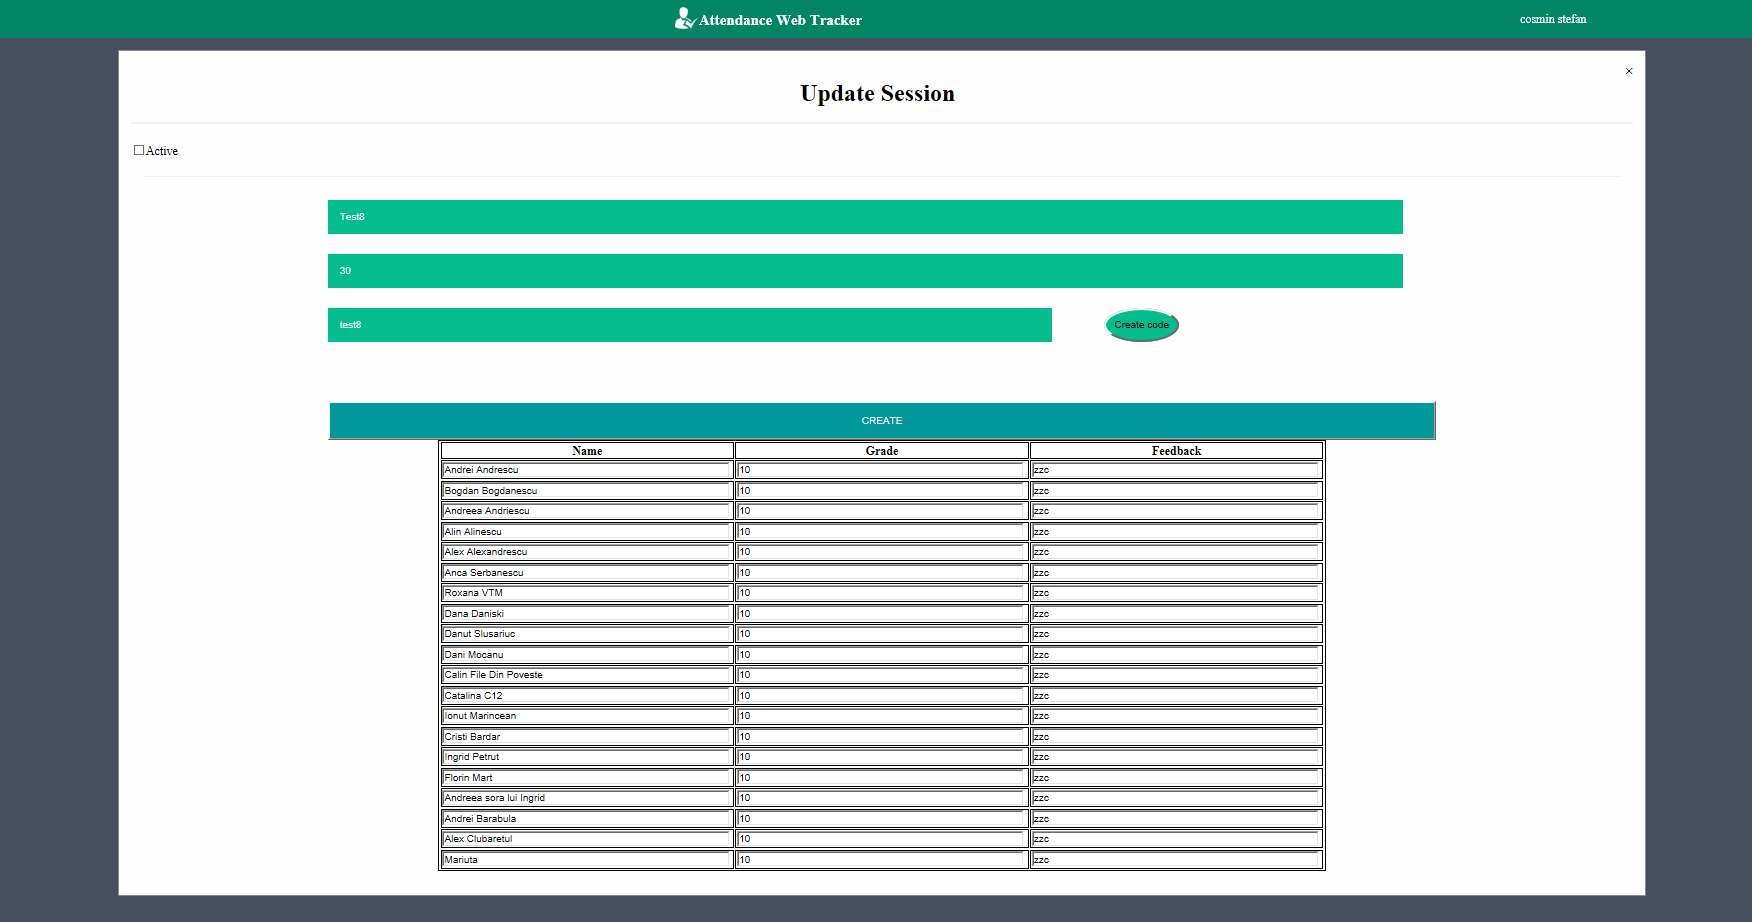 Attendance Web Tracker
cosmin stefan
×
Update Session
Active
Test8
30
test8 Create code
CREATE
Name Grade Feedback
Andrei Andrescu 10 zzc
Bogdan Bogdanescu 10 zzc
Andreea Andriescu 10 zzc
Alin Alinescu 10 zzc
Alex Alexandrescu 10 zzc
Anca Serbanescu 10 zzc
Roxana VTM 10 zzc
Dana Daniski 10 zzc
Danut Slusariuc 10 zzc
Dani Mocanu 10 zzc
Calin File Din Poveste 10 zzc
Catalina C12 10 zzc
Ionut Marincean 10 zzc
Cristi Bardar 10 zzc
Ingrid Petrut 10 zzc
Florin Mart 10 zzc
Andreea sora lui Ingrid 10 zzc
Andrei Barabula 10 zzc
Alex Clubaretul 10 zzc
Mariuta 10 zzc